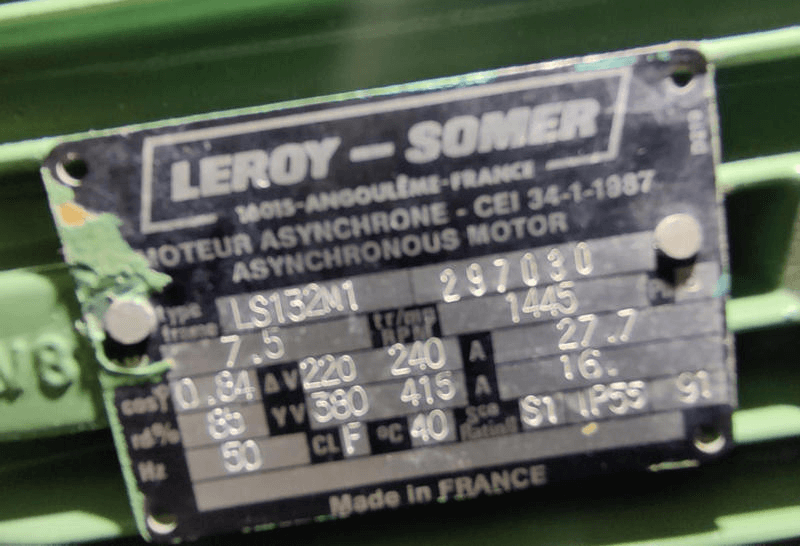 LEROY – SOMER
16015-ANGOULÊME-FRANCE
MOTEUR ASYNCHRONE - CEI 34-1-1987
ASYNCHRONOUS MOTOR
type LS132M1 297030
7.5 tr/mn RPM 1445
cosφ 0.84 ΔV 220 240 A 27.7
rd% 85 YV 380 415 A 16.
Hz 50 CL F °C 40 S1 IP55 91
Made in FRANCE